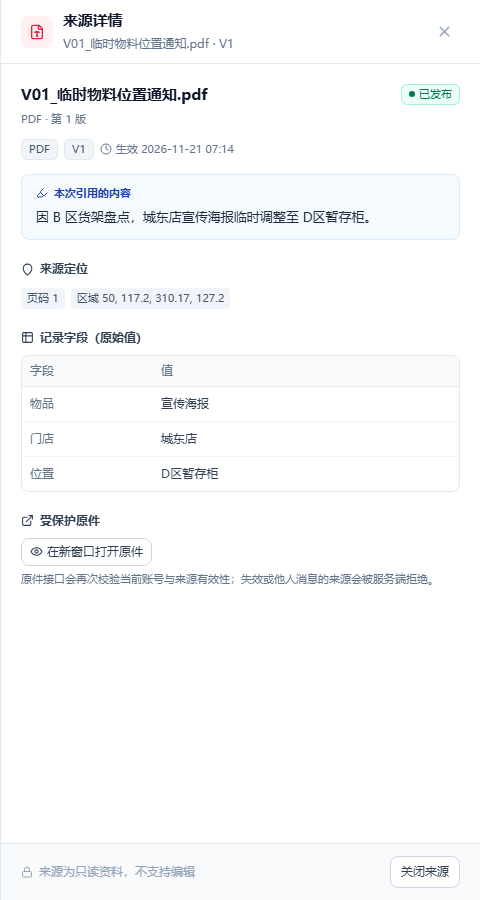 来源详情
V01_临时物料位置通知.pdf · V1
V01_临时物料位置通知.pdf
已发布
PDF · 第 1 版
PDF V1 生效 2026-11-21 07:14
本次引用的内容
因 B 区货架盘点，城东店宣传海报临时调整至 D区暂存柜。
来源定位
页码 1 区域 50, 117.2, 310.17, 127.2
记录字段（原始值）
字段 值
物品 宣传海报
门店 城东店
位置 D区暂存柜
受保护原件
在新窗口打开原件
原件接口会再次校验当前账号与来源有效性；失效或他人消息的来源会被服务端拒绝。
来源为只读资料，不支持编辑
关闭来源